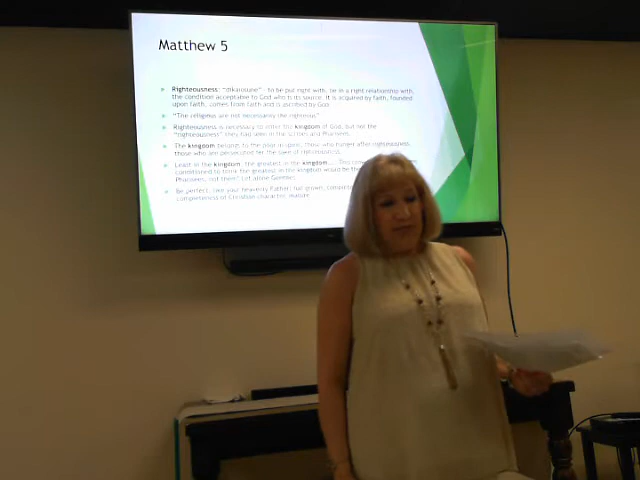 Matthew 5
Righteousness: "dikaiosune" - to be put right with, be in a right relationship with,
the condition acceptable to God who is its source. It is acquired by faith, founded
upon faith, comes from faith and is ascribed by God
"The religious are not necessarily the righteous"
Righteousness is necessary to enter the kingdom of God, but not the
"righteousness" they had seen in the scribes and Pharisees.
The kingdom belongs to the poor in spirit, those who hunger after righteousness,
those who are persecuted for the sake of righteousness.
Least in the kingdom, the greatest in the kingdom
conditioned to think the greatest in the kingdom would be the
Pharisees, not them" Let alone Gentiles
Be perfect, like your heavenly Father: full grown,
completeness of Christian character, mature